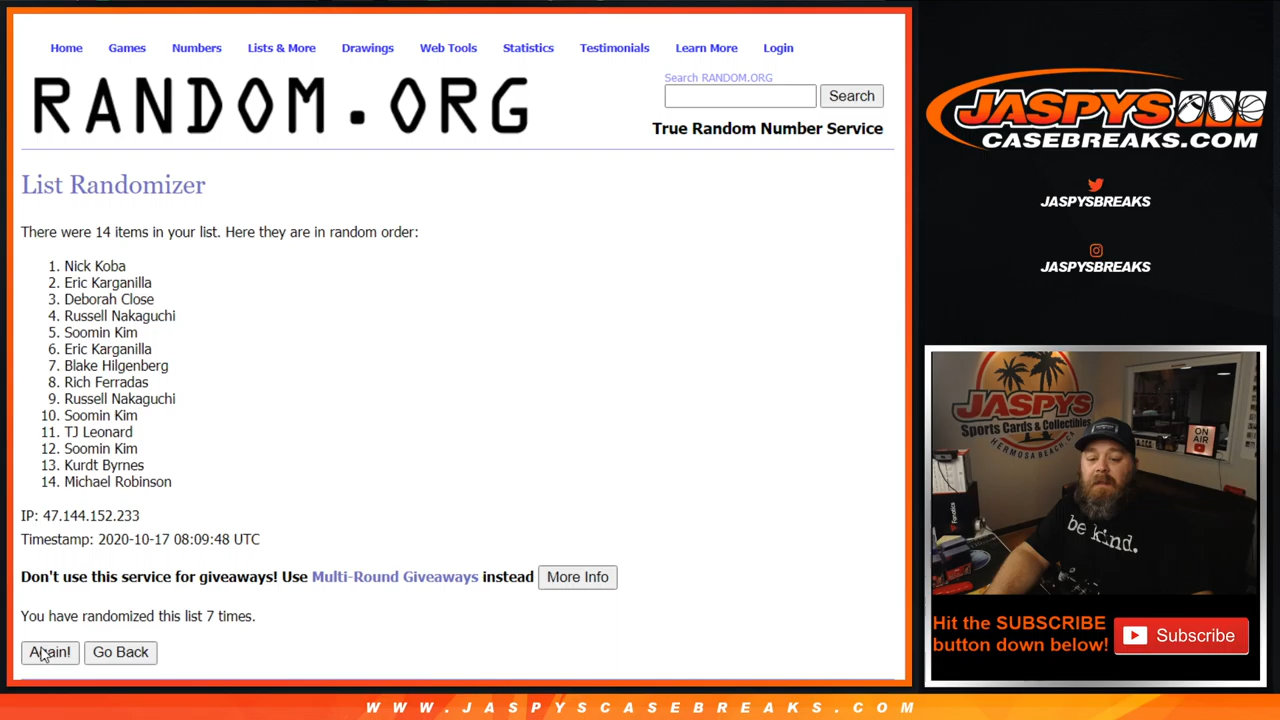 Home Games Numbers Lists & More Drawings Web Tools Statistics Testimonials Learn More Login
RANDOM.ORG
Search RANDOM.ORG
Search
True Random Number Service
List Randomizer
There were 14 items in your list. Here they are in random order:
1. Nick Koba
2. Eric Karganilla
3. Deborah Close
4. Russell Nakaguchi
5. Soomin Kim
6. Eric Karganilla
7. Blake Hilgenberg
8. Rich Ferradas
9. Russell Nakaguchi
10. Soomin Kim
11. TJ Leonard
12. Soomin Kim
13. Kurdt Byrnes
14. Michael Robinson
IP: 47.144.152.233
Timestamp: 2020-10-17 08:09:48 UTC
Don't use this service for giveaways! Use Multi-Round Giveaways instead More Info
You have randomized this list 7 times.
Again! Go Back
JASPYS
CASEBREAKS.COM
JASPYSBREAKS
JASPYSBREAKS
JASPYS
Sports Cards & Collectibles
HERMOSA BEACH, CA
ON
AIR
Fanatics
be kind.
Hit the SUBSCRIBE
button down below!
Subscribe
WWW.JASPYSCASEBREAKS.COM